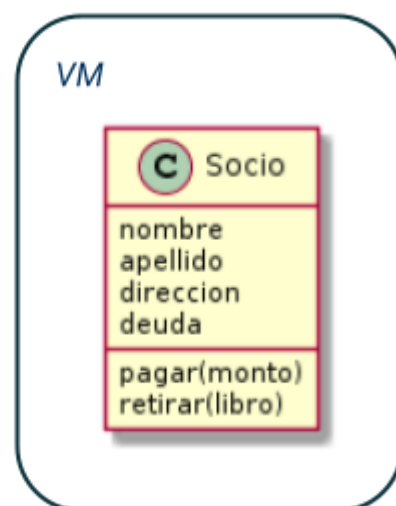 VM
C Socio
nombre
apellido
direccion
deuda
pagar(monto)
retirar(libro)